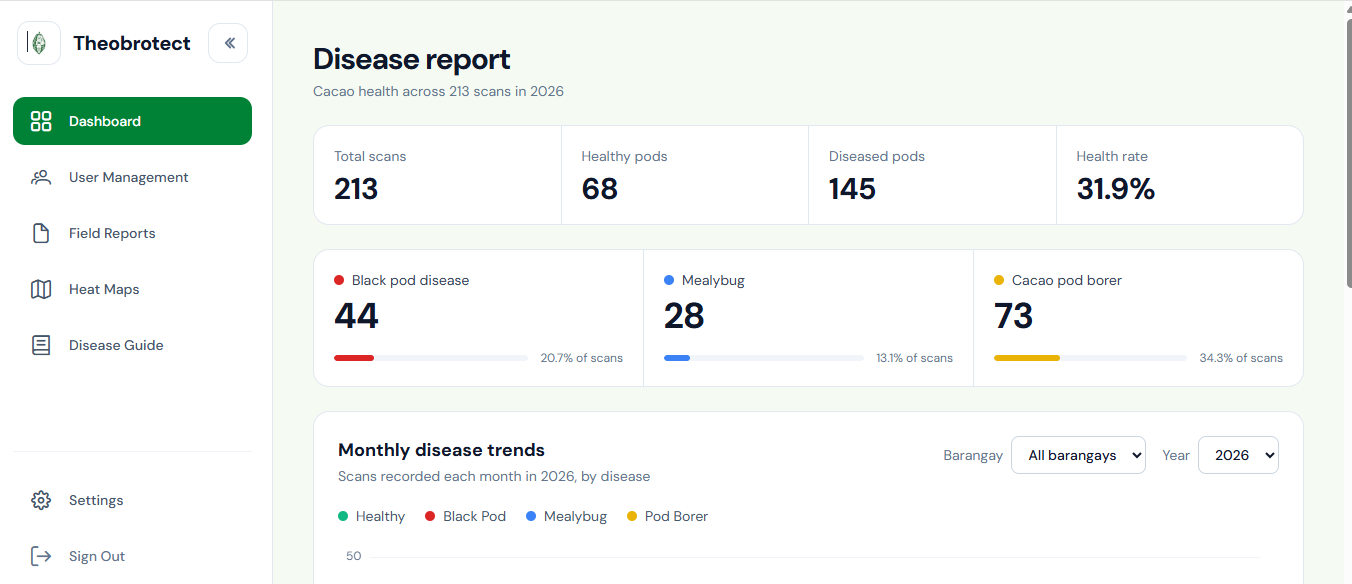 Theobrotect
Dashboard
User Management
Field Reports
Heat Maps
Disease Guide
Settings
Sign Out
Disease report
Cacao health across 213 scans in 2026
Total scans
213
Healthy pods
68
Diseased pods
145
Health rate
31.9%
Black pod disease
44
20.7% of scans
Mealybug
28
13.1% of scans
Cacao pod borer
73
34.3% of scans
Monthly disease trends
Scans recorded each month in 2026, by disease
Barangay All barangays Year 2026
Healthy Black Pod Mealybug Pod Borer
50